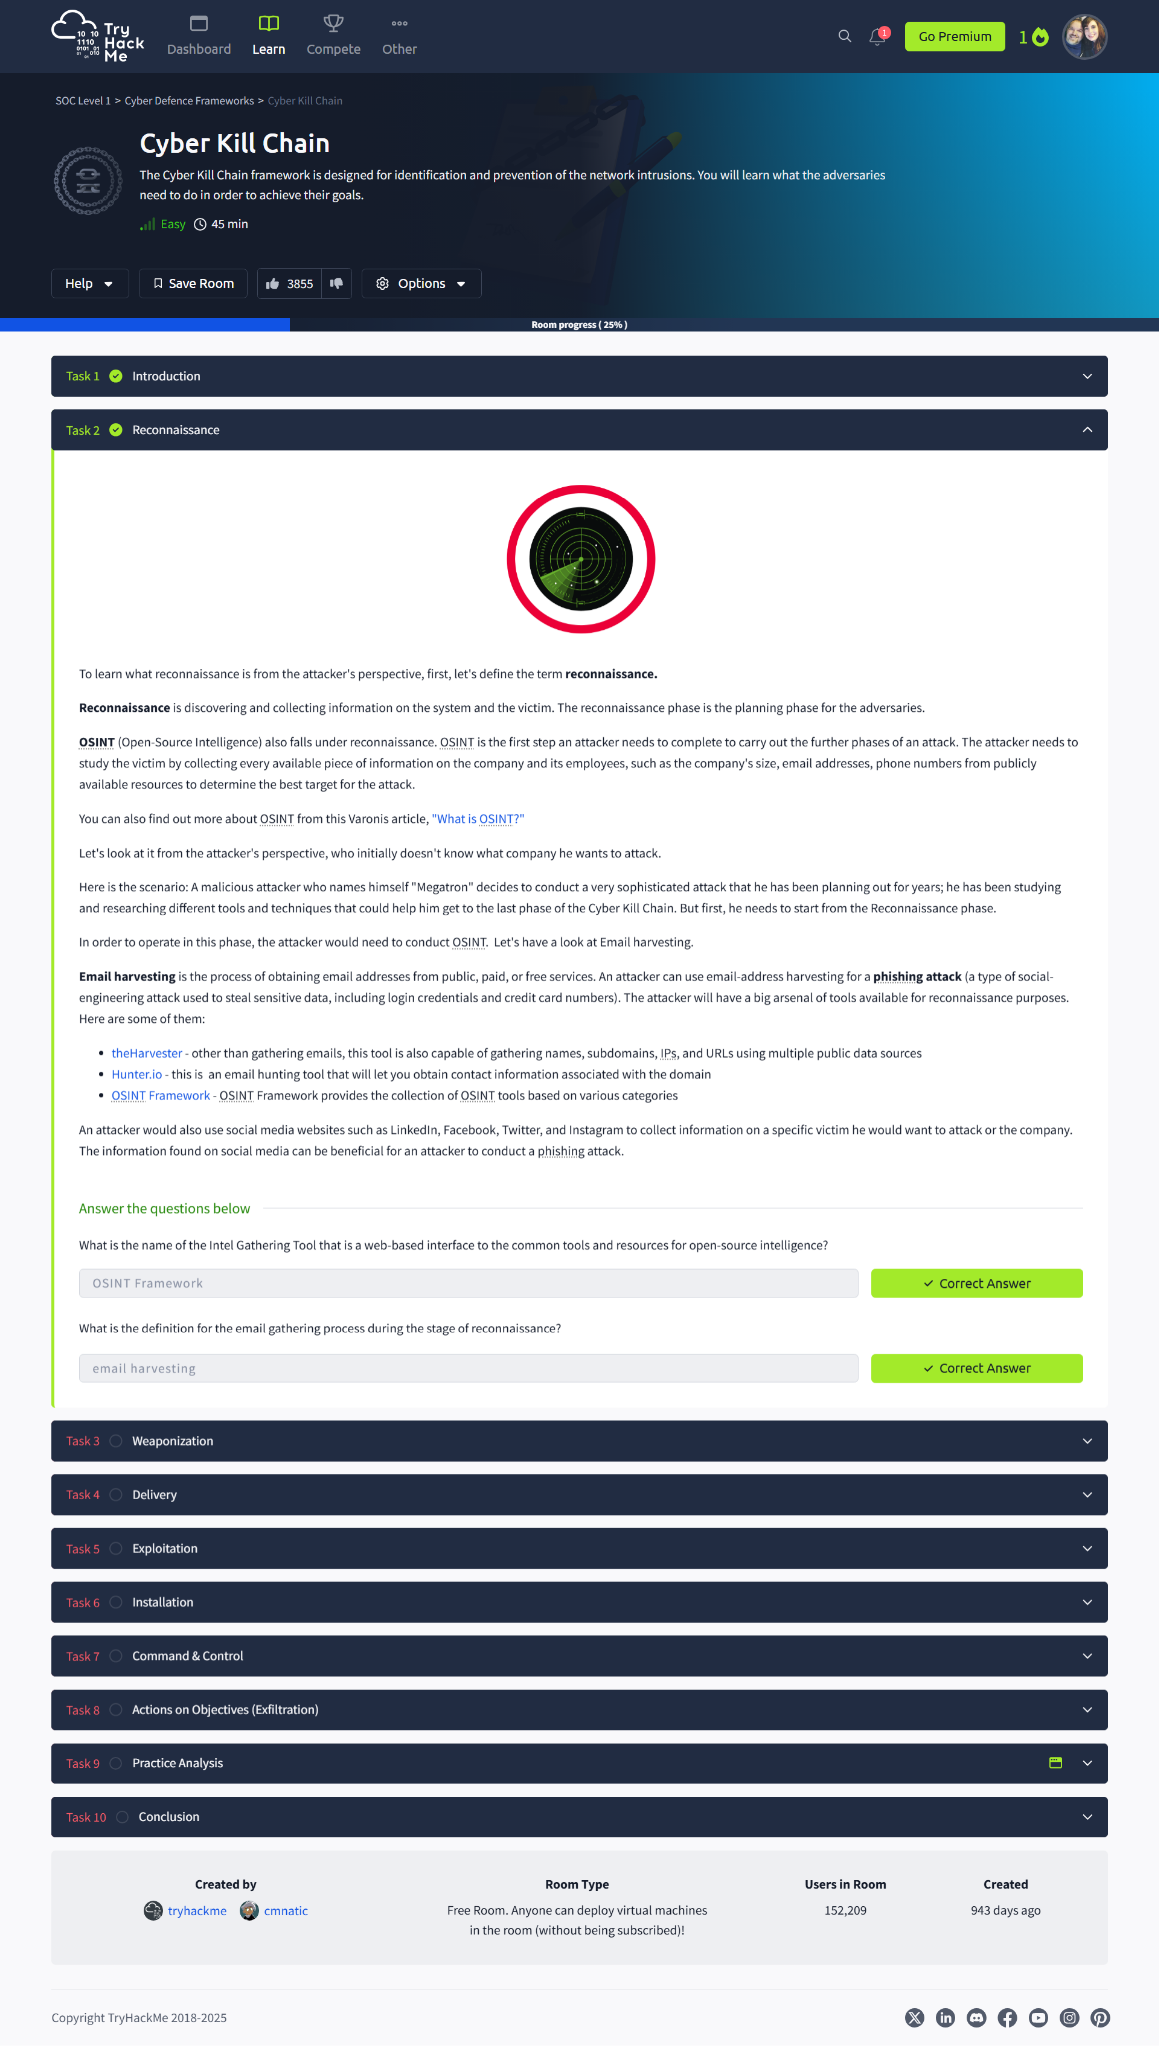 Try
Hack
Me
Dashboard
Learn
Compete
Other
1
Go Premium
1
SOC Level 1 > Cyber Defence Frameworks > Cyber Kill Chain
Cyber Kill Chain
The Cyber Kill Chain framework is designed for identification and prevention of the network intrusions. You will learn what the adversaries
need to do in order to achieve their goals.
Easy 45 min
Help
Save Room
3855
Options
Room progress ( 25% )
Task 1 Introduction
Task 2 Reconnaissance
To learn what reconnaissance is from the attacker's perspective, first, let's define the term reconnaissance.
Reconnaissance is discovering and collecting information on the system and the victim. The reconnaissance phase is the planning phase for the adversaries.
OSINT (Open-Source Intelligence) also falls under reconnaissance. OSINT is the first step an attacker needs to complete to carry out the further phases of an attack. The attacker needs to
study the victim by collecting every available piece of information on the company and its employees, such as the company's size, email addresses, phone numbers from publicly
available resources to determine the best target for the attack.
You can also find out more about OSINT from this Varonis article, "What is OSINT?"
Let's look at it from the attacker's perspective, who initially doesn't know what company he wants to attack.
Here is the scenario: A malicious attacker who names himself "Megatron" decides to conduct a very sophisticated attack that he has been planning out for years; he has been studying
and researching different tools and techniques that could help him get to the last phase of the Cyber Kill Chain. But first, he needs to start from the Reconnaissance phase.
In order to operate in this phase, the attacker would need to conduct OSINT. Let's have a look at Email harvesting.
Email harvesting is the process of obtaining email addresses from public, paid, or free services. An attacker can use email-address harvesting for a phishing attack (a type of social-
engineering attack used to steal sensitive data, including login credentials and credit card numbers). The attacker will have a big arsenal of tools available for reconnaissance purposes.
Here are some of them:
• theHarvester - other than gathering emails, this tool is also capable of gathering names, subdomains, IPs, and URLs using multiple public data sources
• Hunter.io - this is an email hunting tool that will let you obtain contact information associated with the domain
• OSINT Framework - OSINT Framework provides the collection of OSINT tools based on various categories
An attacker would also use social media websites such as LinkedIn, Facebook, Twitter, and Instagram to collect information on a specific victim he would want to attack or the company.
The information found on social media can be beneficial for an attacker to conduct a phishing attack.
Answer the questions below
What is the name of the Intel Gathering Tool that is a web-based interface to the common tools and resources for open-source intelligence?
OSINT Framework
Correct Answer
What is the definition for the email gathering process during the stage of reconnaissance?
email harvesting
Correct Answer
Task 3 Weaponization
Task 4 Delivery
Task 5 Exploitation
Task 6 Installation
Task 7 Command & Control
Task 8 Actions on Objectives (Exfiltration)
Task 9 Practice Analysis
Task 10 Conclusion
Created by
tryhackme cmnatic
Room Type
Free Room. Anyone can deploy virtual machines
in the room (without being subscribed)!
Users in Room
152,209
Created
943 days ago
Copyright TryHackMe 2018-2025